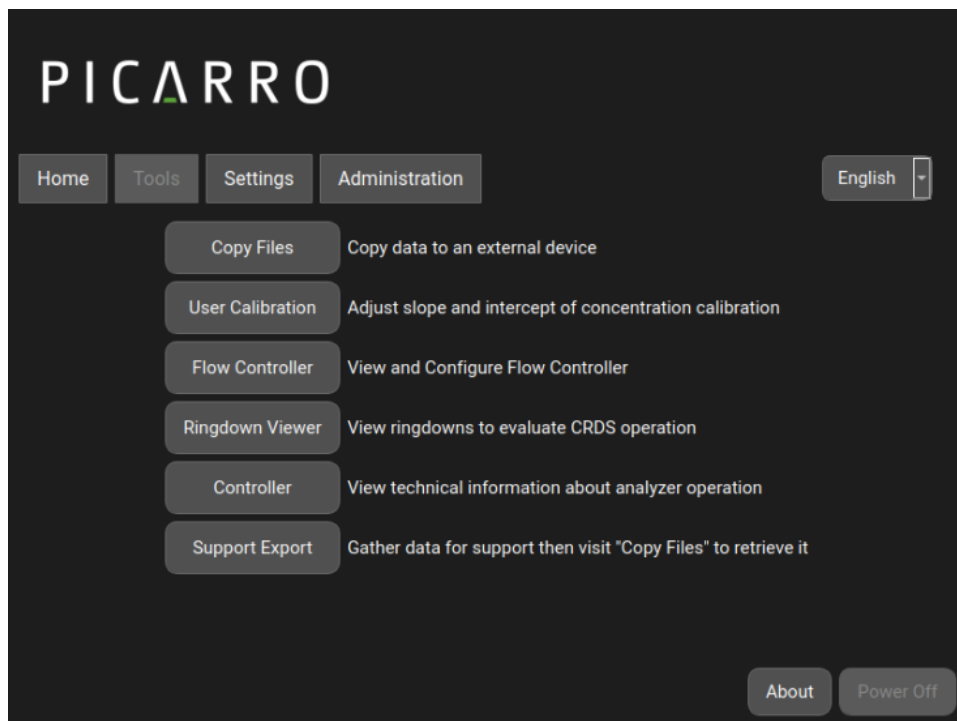 PICARRO
Home Tools Settings Administration English
Copy Files Copy data to an external device
User Calibration Adjust slope and intercept of concentration calibration
Flow Controller View and Configure Flow Controller
Ringdown Viewer View ringdowns to evaluate CRDS operation
Controller View technical information about analyzer operation
Support Export Gather data for support then visit "Copy Files" to retrieve it
About Power Off